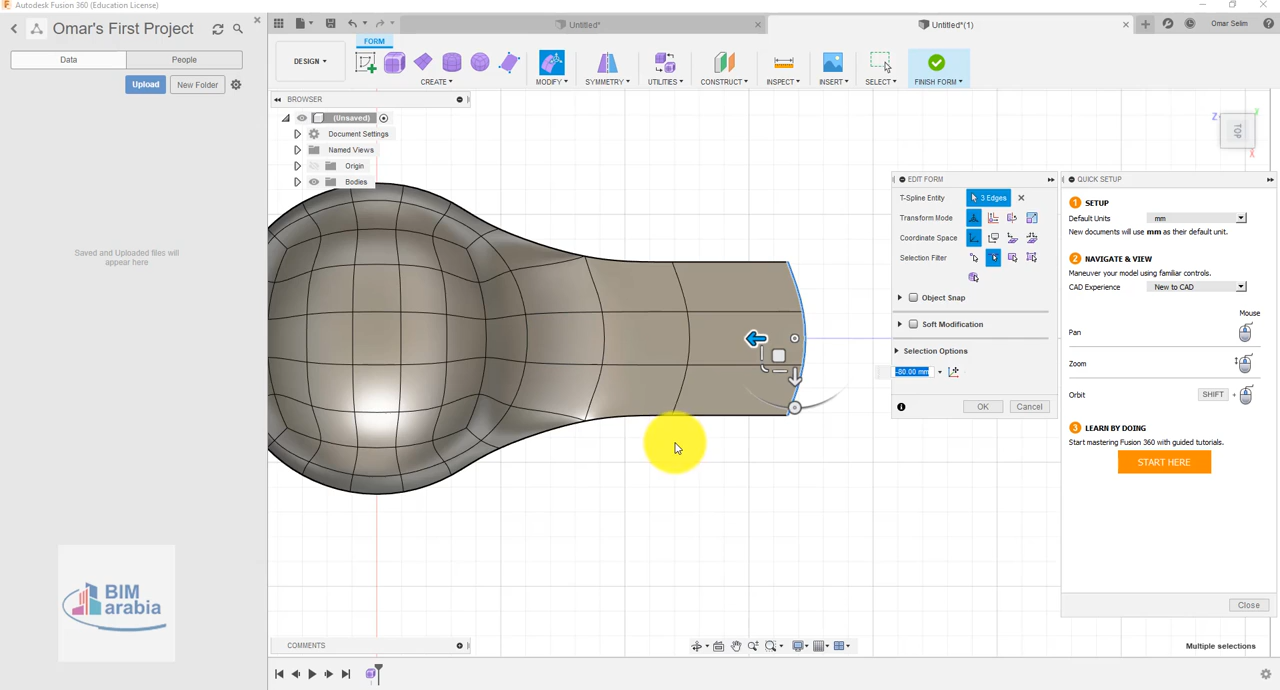 Autodesk Fusion 360 (Education License)
Omar's First Project
Untitled*
Untitled*(1)
Omar Selim
Data
People
Upload
New Folder
Saved and Uploaded files will
appear here
BIM
arabia
FORM
DESIGN
CREATE
MODIFY
SYMMETRY
UTILITIES
CONSTRUCT
INSPECT
INSERT
SELECT
FINISH FORM
BROWSER
(Unsaved)
Document Settings
Named Views
Origin
Bodies
Z
Y
X
TOP
EDIT FORM
T-Spline Entity
3 Edges
Transform Mode
Coordinate Space
Selection Filter
Object Snap
Soft Modification
Selection Options
-80.00 mm
OK
Cancel
QUICK SETUP
1 SETUP
Default Units
mm
New documents will use mm as their default unit.
2 NAVIGATE & VIEW
Maneuver your model using familiar controls.
CAD Experience
New to CAD
Mouse
Pan
Zoom
Orbit
SHIFT
+
3 LEARN BY DOING
Start mastering Fusion 360 with guided tutorials.
START HERE
Close
COMMENTS
Multiple selections